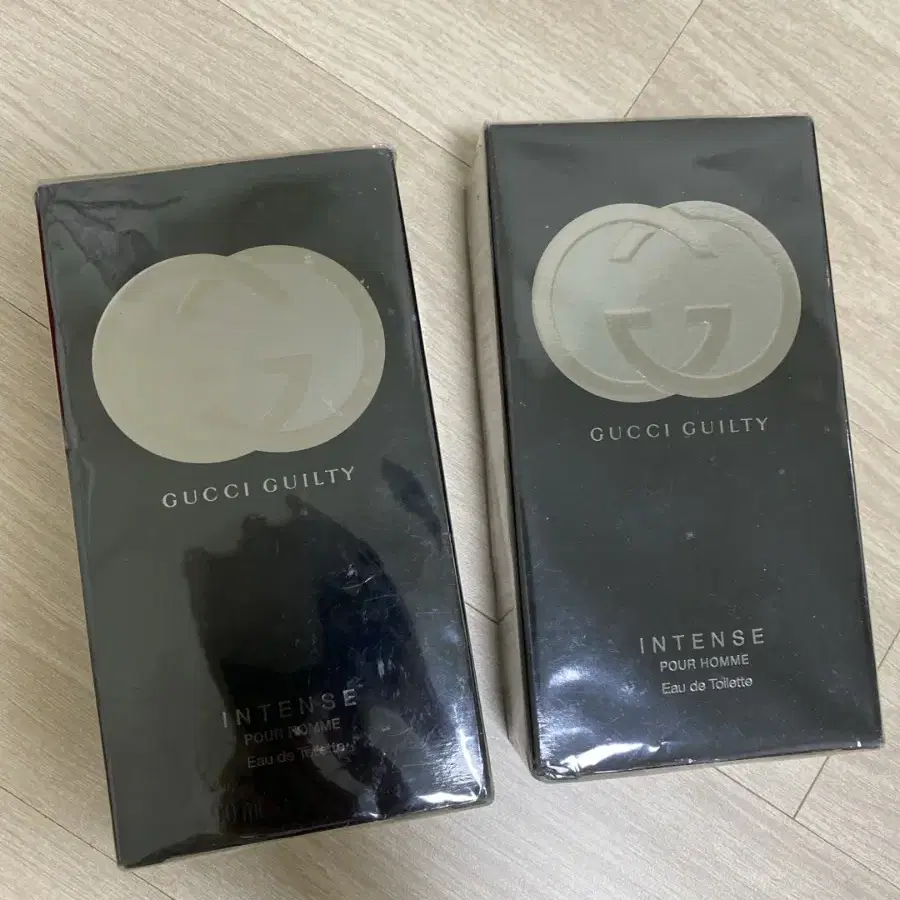 GUCCI GUILTY
INTENSE
POUR HOMME
Eau de Toilette
GUCCI GUILTY
INTENSE
POUR HOMME
Eau de Toilette